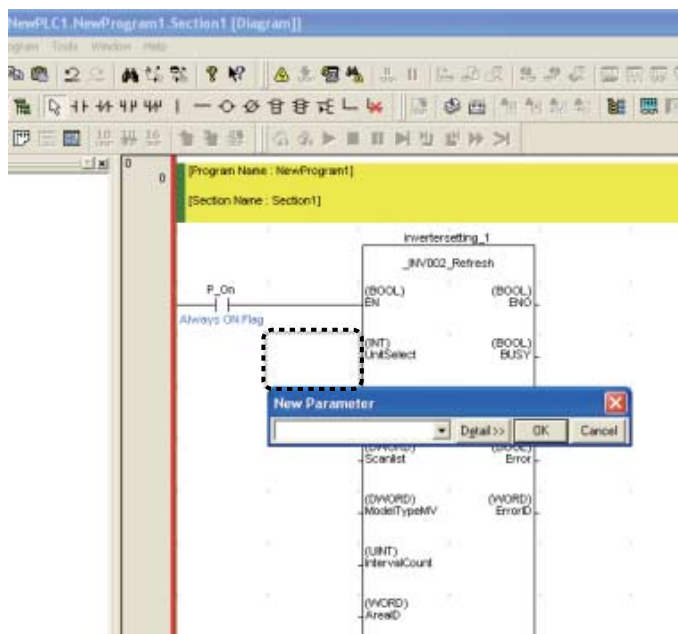 NewPLC1.NewProgram1.Section1 [Diagram]]
Tools Window Help
0
0
[Program Name : NewProgram1]
[Section Name : Section1]
invertersetting_1
_INV002_Refresh
P_On
(BOOL) (BOOL)
EN ENO
Always ON Flag
(INT) (BOOL)
UnitSelect BUSY
New Parameter
Detail>> OK Cancel
(DWORD) (BOOL)
Scanlist Error
(DWORD) (WORD)
ModelTypeMV ErrorID
(UINT)
IntervalCount
(WORD)
AreaID